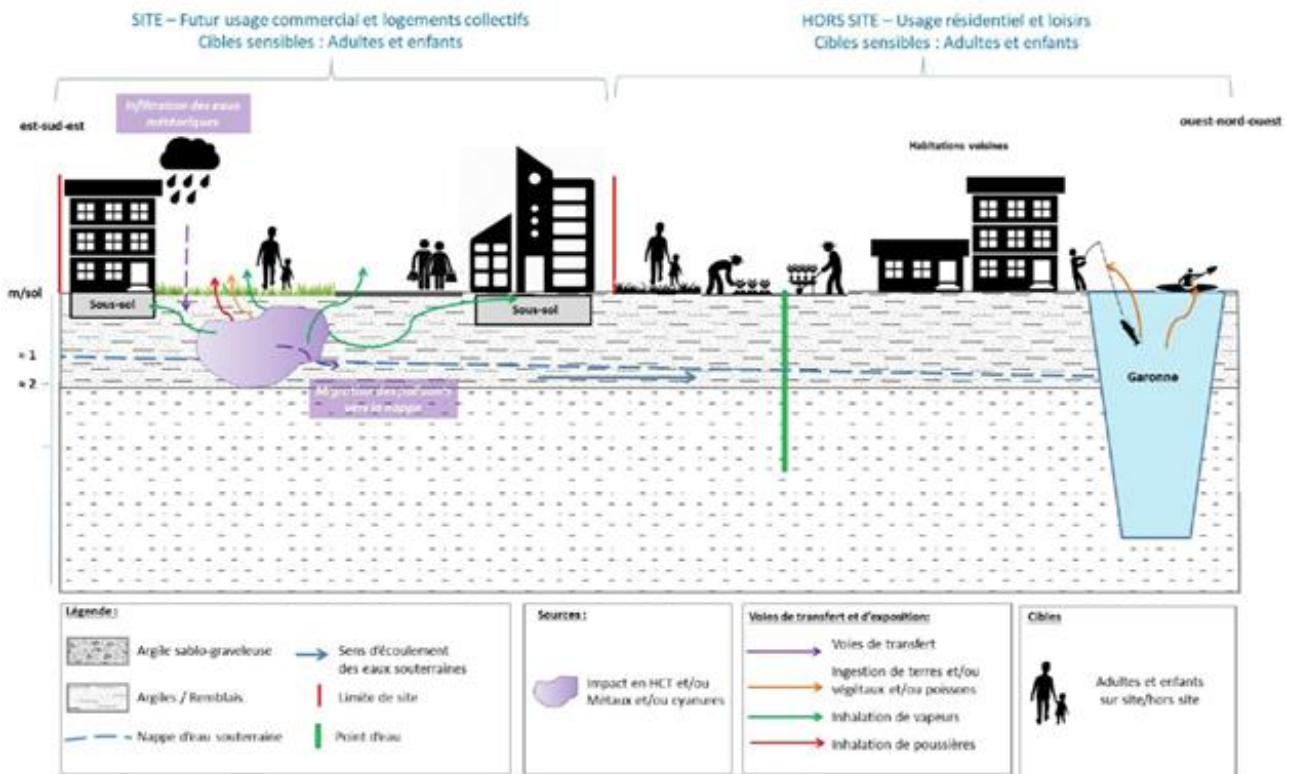 SITE – Futur usage commercial et logements collectifs
Cibles sensibles : Adultes et enfants
HORS SITE – Usage résidentiel et loisirs
Cibles sensibles : Adultes et enfants
Infiltration des eaux
météoriques
est-sud-est
ouest-nord-ouest
Habitations voisines
m/sol
Sous-sol
Sous-sol
≈ 1
≈ 2
Migration des polluants
vers la nappe
Garonne
Légende :
Argile sablo-graveleuse
Argiles / Remblais
Nappe d'eau souterraine
Sens d'écoulement
des eaux souterraines
Limite de site
Point d'eau
Sources :
Impact en HCT et/ou
Métaux et/ou cyanures
Voies de transfert et d'exposition:
Voies de transfert
Ingestion de terres et/ou
végétaux et/ou poissons
Inhalation de vapeurs
Inhalation de poussières
Cibles
Adultes et enfants
sur site/hors site